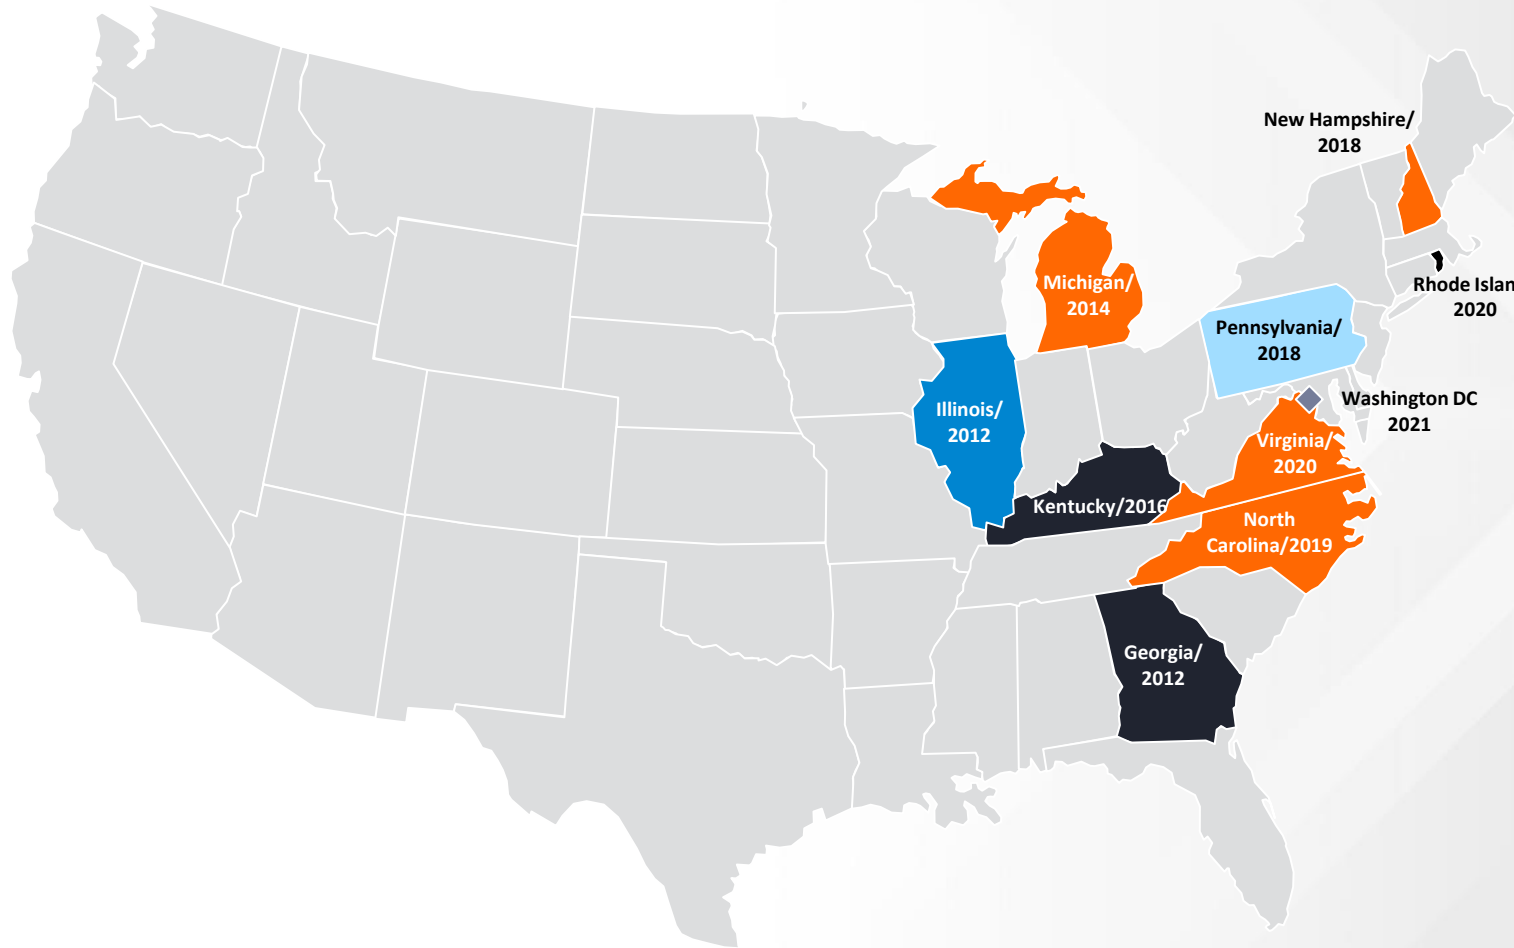 New Hampshire/
2018
Michigan/
2014
Rhode Islan
2020
Pennsylvania/
2018
Washington DC
2021
Illinois/
2012
Virginia/
2020
Kentucky/2016
North
Carolina/2019
Georgia/
2012